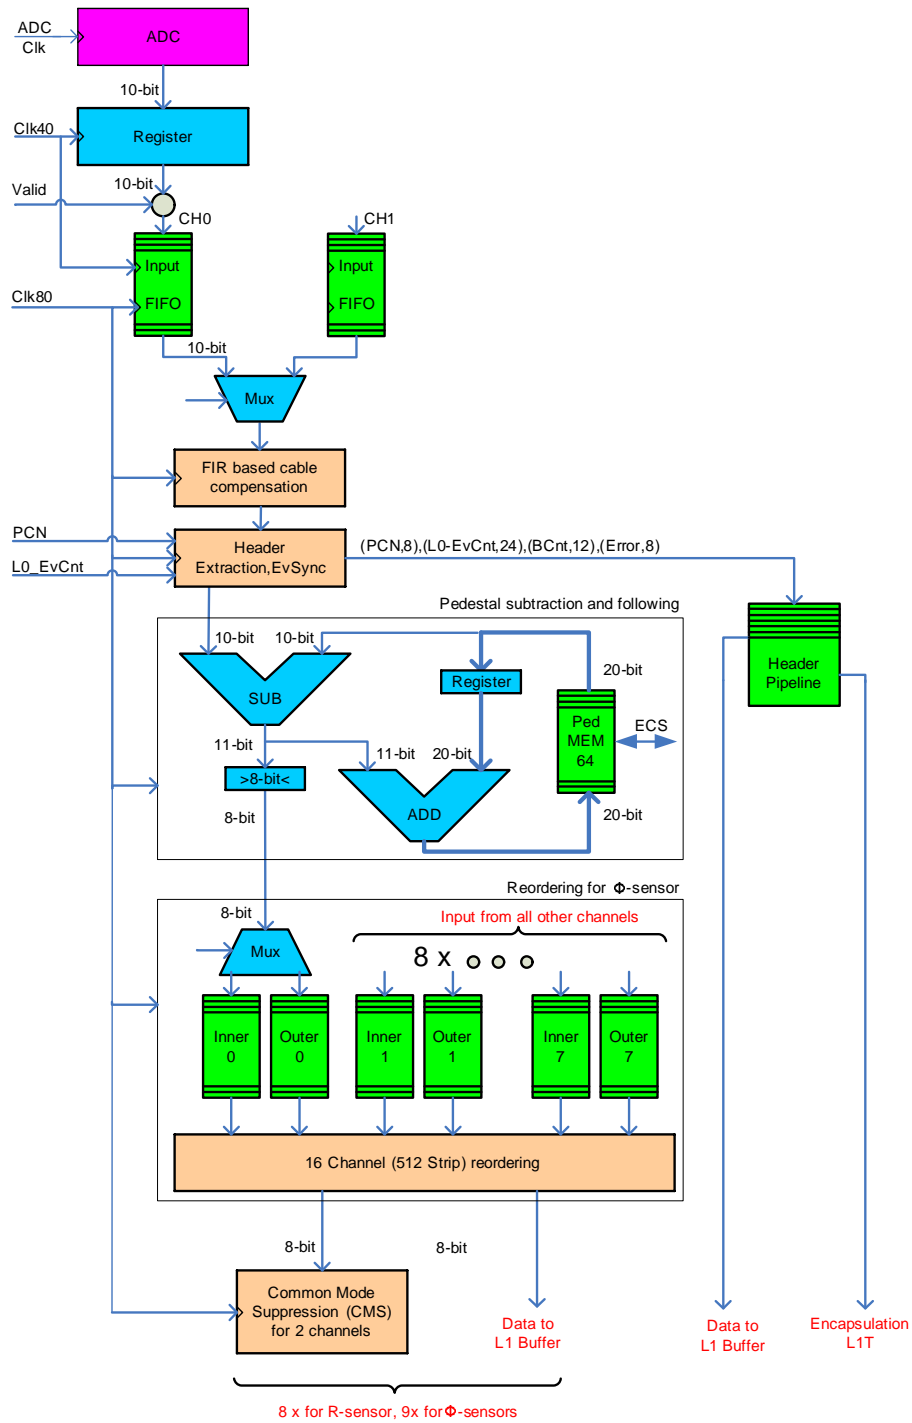 ADC
Clk
ADC
10-bit
Clk40
Register
10-bit
Valid
CH0
CH1
Input
FIFO
Input
FIFO
Clk80
10-bit
Mux
FIR based cable
compensation
PCN
L0_EvCnt
Header
Extraction,EvSync
(PCN,8),(L0-EvCnt,24),(BCnt,12),(Error,8)
Header
Pipeline
Pedestal subtraction and following
10-bit
10-bit
20-bit
SUB
Register
Ped
MEM
64
ECS
11-bit
11-bit
20-bit
>8-bit<
ADD
8-bit
20-bit
Reordering for Φ-sensor
8-bit
Input from all other channels
Mux
8 x
Inner
0
Outer
0
Inner
1
Outer
1
Inner
7
Outer
7
16 Channel (512 Strip) reordering
8-bit
8-bit
Common Mode
Suppression (CMS)
for 2 channels
Data to
L1 Buffer
Data to
L1 Buffer
Encapsulation
L1T
8 x for R-sensor, 9x for Φ-sensors